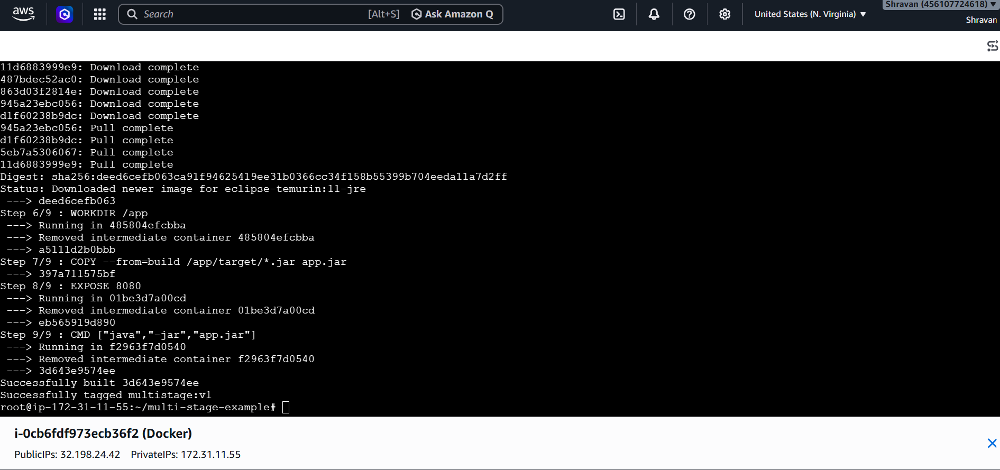 aws
Search [Alt+S] Ask Amazon Q
United States (N. Virginia) ▼
Shravan (456107724618) ▼
Shravan
11d6883999e9: Download complete
487bdec52ac0: Download complete
863d03f2814e: Download complete
945a23ebc056: Download complete
d1f60238b9dc: Download complete
945a23ebc056: Pull complete
d1f60238b9dc: Pull complete
5eb7a5306067: Pull complete
11d6883999e9: Pull complete
Digest: sha256:deed6cefb063ca91f94625419ee31b0366cc34f158b55399b704eeda11a7d2ff
Status: Downloaded newer image for eclipse-temurin:11-jre
 ---> deed6cefb063
Step 6/9 : WORKDIR /app
 ---> Running in 485804efcbba
 ---> Removed intermediate container 485804efcbba
 ---> a5111d2b0bbb
Step 7/9 : COPY --from=build /app/target/*.jar app.jar
 ---> 397a711575bf
Step 8/9 : EXPOSE 8080
 ---> Running in 01be3d7a00cd
 ---> Removed intermediate container 01be3d7a00cd
 ---> eb565919d890
Step 9/9 : CMD ["java","-jar","app.jar"]
 ---> Running in f2963f7d0540
 ---> Removed intermediate container f2963f7d0540
 ---> 3d643e9574ee
Successfully built 3d643e9574ee
Successfully tagged multistage:v1
root@ip-172-31-11-55:~/multi-stage-example#
i-0cb6fdf973ecb36f2 (Docker)
PublicIPs: 32.198.24.42 PrivateIPs: 172.31.11.55